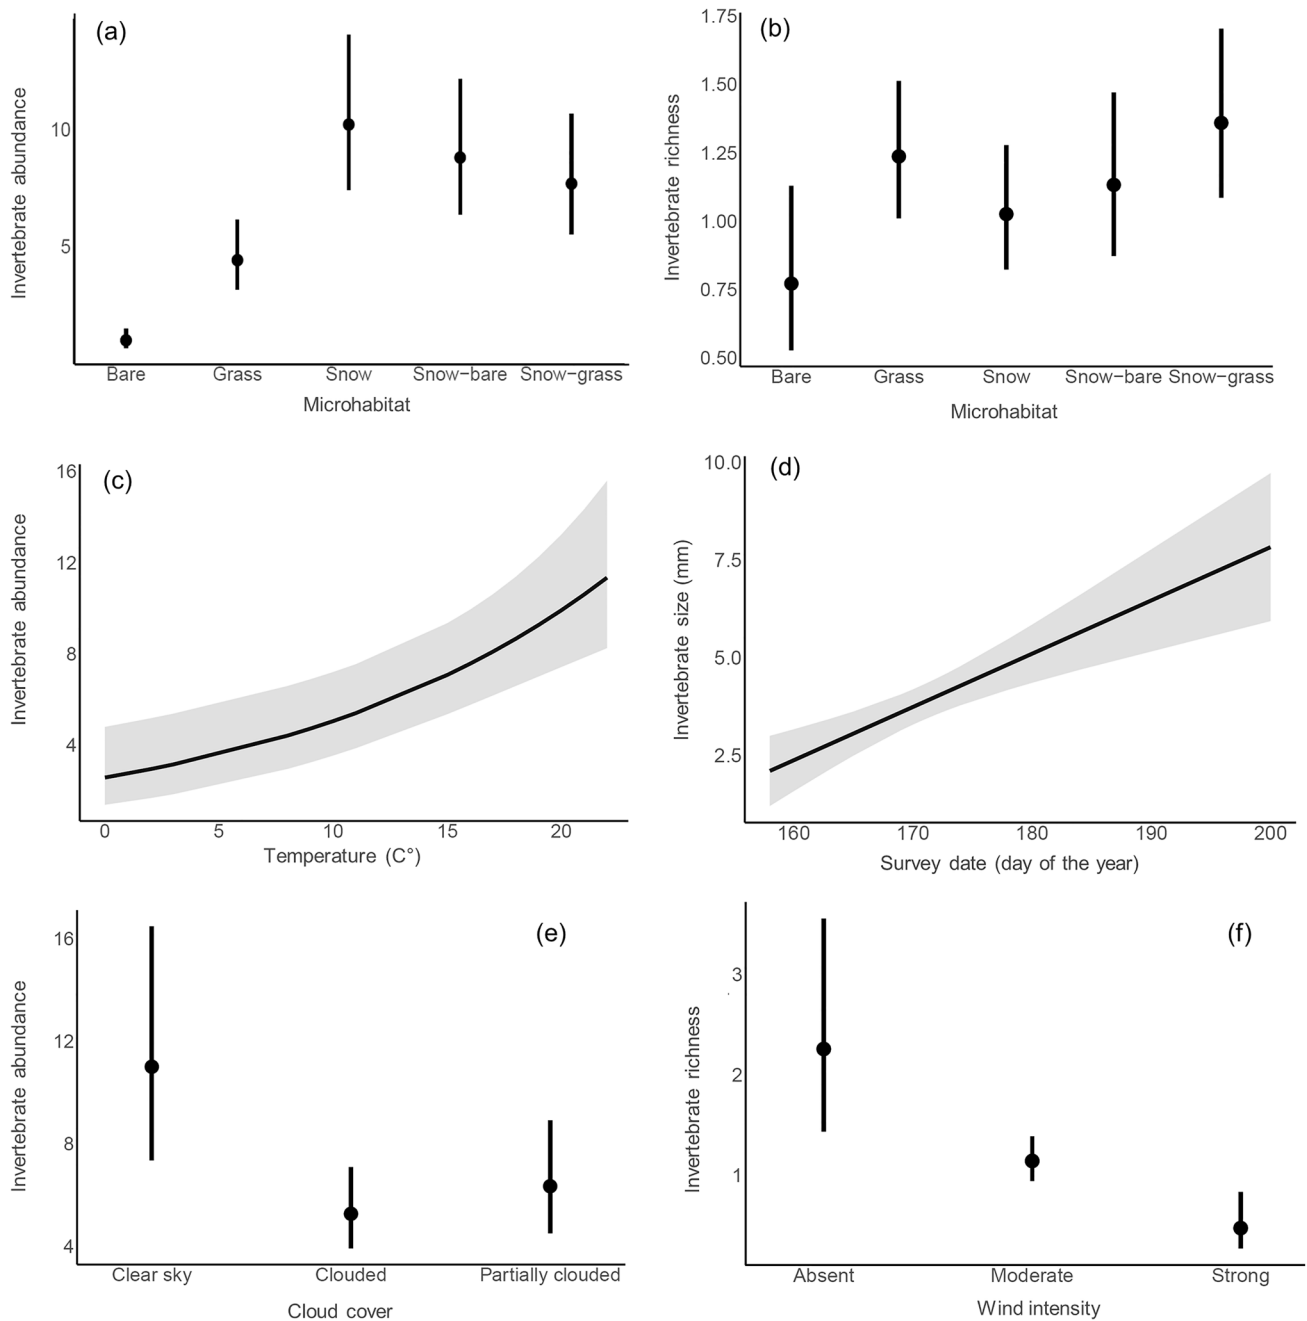 (a)
Invertebrate abundance
10
5
Bare Grass Snow Snow-bare Snow-grass
Microhabitat
(b)
Invertebrate richness
1.75
1.50
1.25
1.00
0.75
0.50
Bare Grass Snow Snow-bare Snow-grass
Microhabitat
(c)
Invertebrate abundance
16
12
8
4
0 5 10 15 20
Temperature (C°)
(d)
Invertebrate size (mm)
10.0
7.5
5.0
2.5
160 170 180 190 200
Survey date (day of the year)
(e)
Invertebrate abundance
16
12
8
4
Clear sky Clouded Partially clouded
Cloud cover
(f)
Invertebrate richness
3
2
1
Absent Moderate Strong
Wind intensity